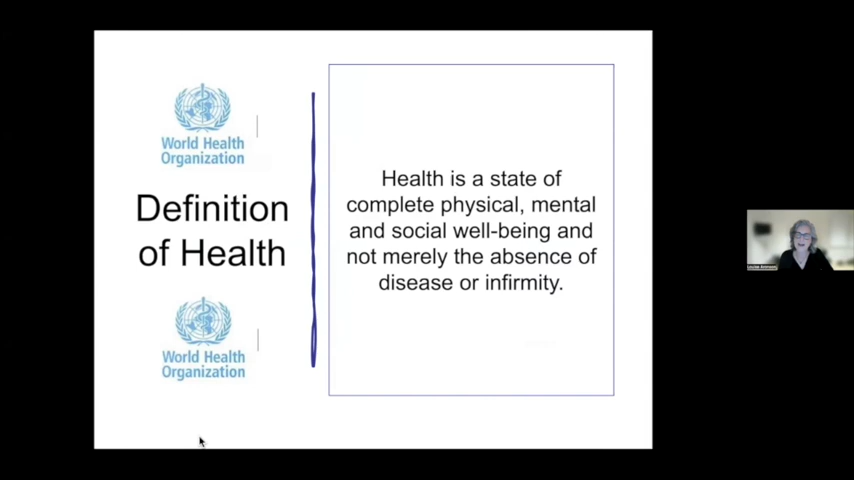 World Health
Organization
Definition
of Health
World Health
Organization
Health is a state of
complete physical, mental
and social well-being and
not merely the absence of
disease or infirmity.